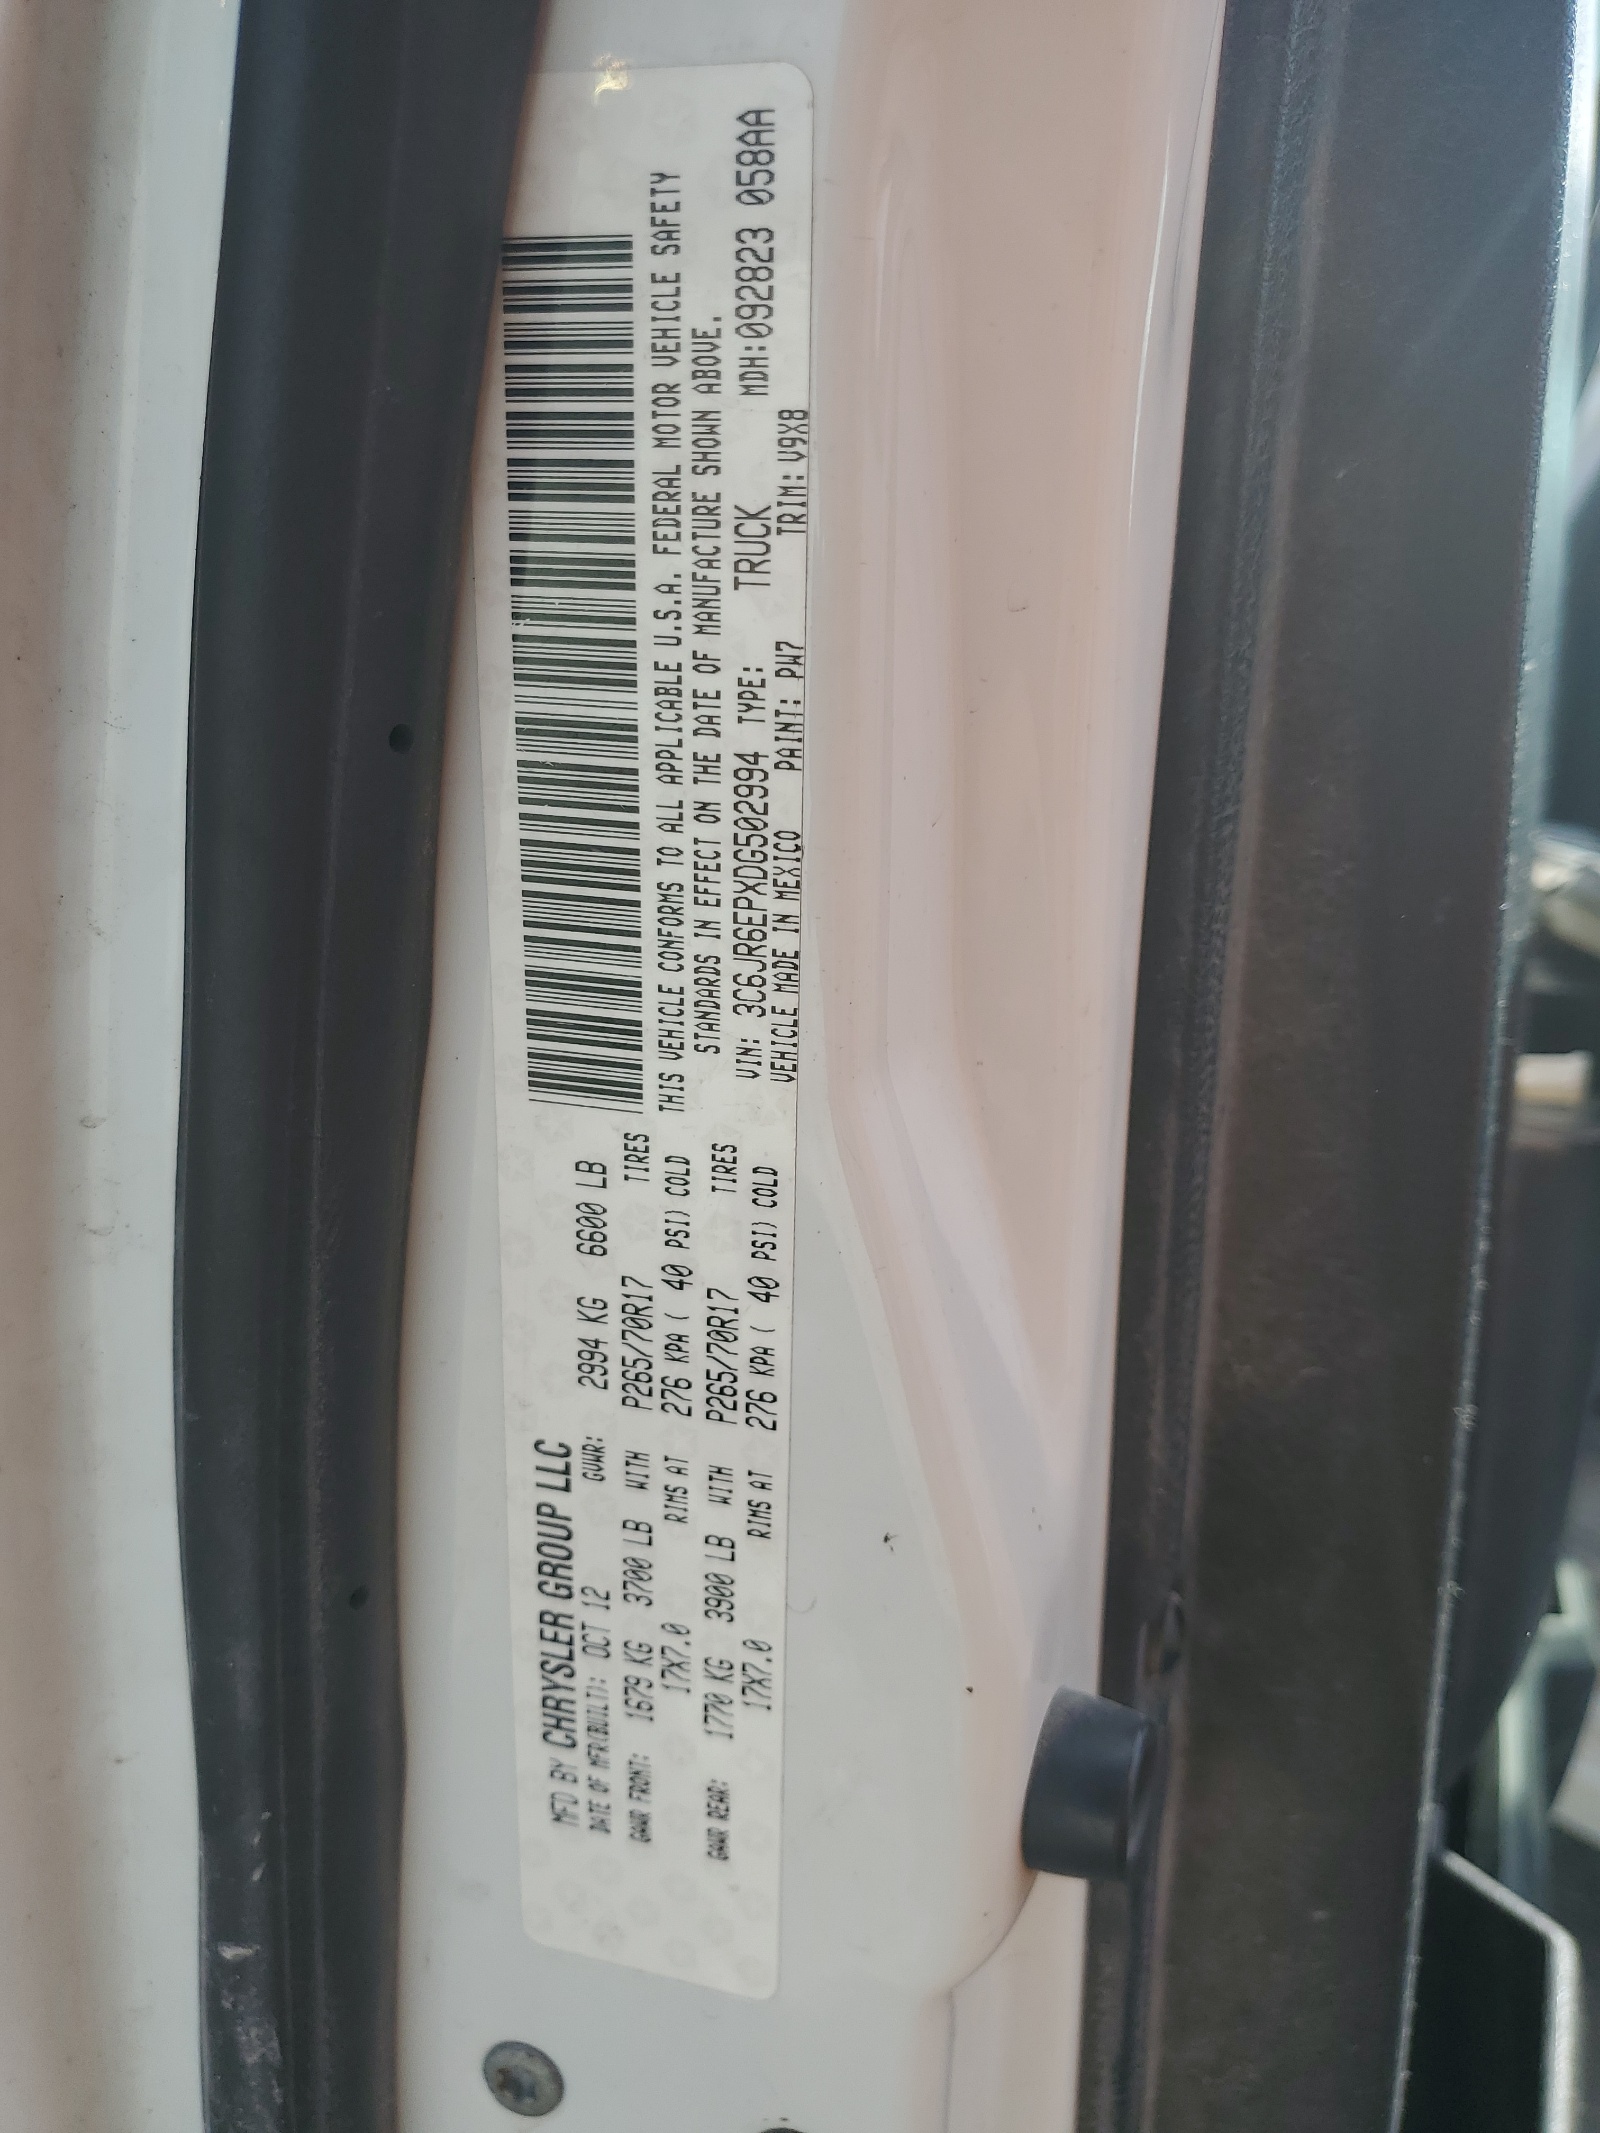 MFD BY CHRYSLER GROUP LLC
DATE OF MFR(BUILT): OCT 12 GVWR: 2994 KG 6600 LB
GAWR FRONT: 1679 KG 3700 LB WITH P265/70R17 TIRES
17X7.0 RIMS AT 276 KPA ( 40 PSI) COLD
GAWR REAR: 1770 KG 3900 LB WITH P265/70R17 TIRES
17X7.0 RIMS AT 276 KPA ( 40 PSI) COLD
THIS VEHICLE CONFORMS TO ALL APPLICABLE U.S.A. FEDERAL MOTOR VEHICLE SAFETY
STANDARDS IN EFFECT ON THE DATE OF MANUFACTURE SHOWN ABOVE.
VIN: 3C6JR6EPXDG502994 TYPE: TRUCK MDH:092823 058AA
VEHICLE MADE IN MEXICO PAINT: PW7 TRIM: V9X8